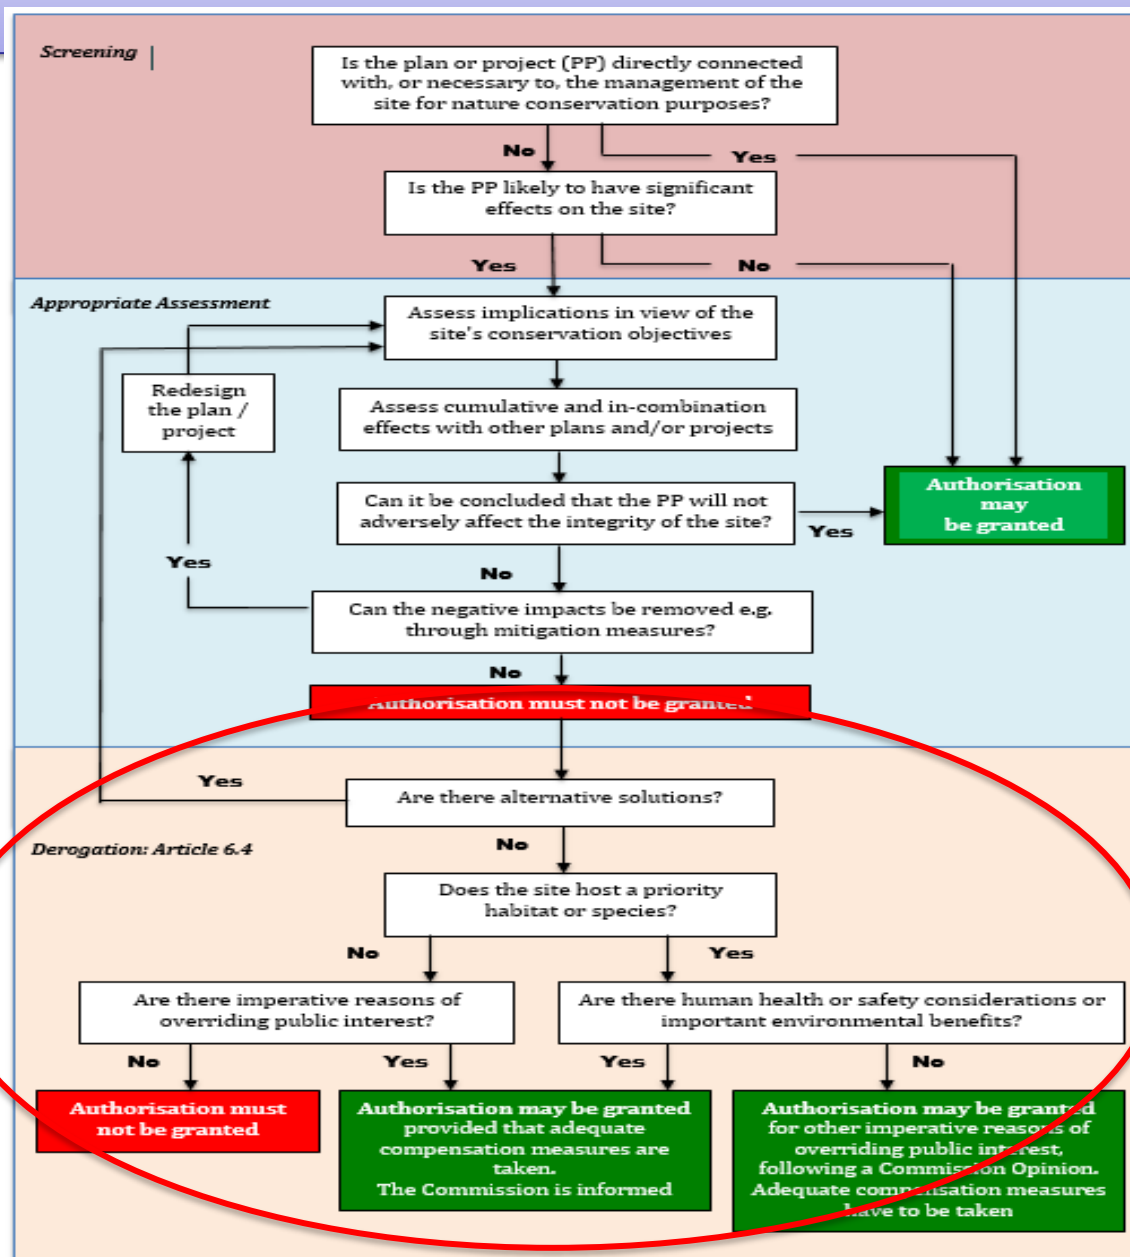 Screening
Is the plan or project (PP) directly connected
with, or necessary to, the management of the
site for nature conservation purposes?
No
Yes
Is the PP likely to have significant
effects on the site?
Yes
No
Appropriate Assessment
Assess implications in view of the
site's conservation objectives
Redesign
the plan /
project
Assess cumulative and in-combination
effects with other plans and/or projects
Can it be concluded that the PP will not
adversely affect the integrity of the site?
Yes
Authorisation
may
be granted
Yes
No
Can the negative impacts be removed e.g.
through mitigation measures?
No
Authorisation must not be granted
Yes
Are there alternative solutions?
Derogation: Article 6.4
No
Does the site host a priority
habitat or species?
No
Yes
Are there imperative reasons of
overriding public interest?
Are there human health or safety considerations or
important environmental benefits?
No
Yes
Yes
No
Authorisation must
not be granted
Authorisation may be granted
provided that adequate
compensation measures are
taken.
The Commission is informed
Authorisation may be granted
for other imperative reasons of
overriding public interest,
following a Commission Opinion.
Adequate compensation measures
have to be taken